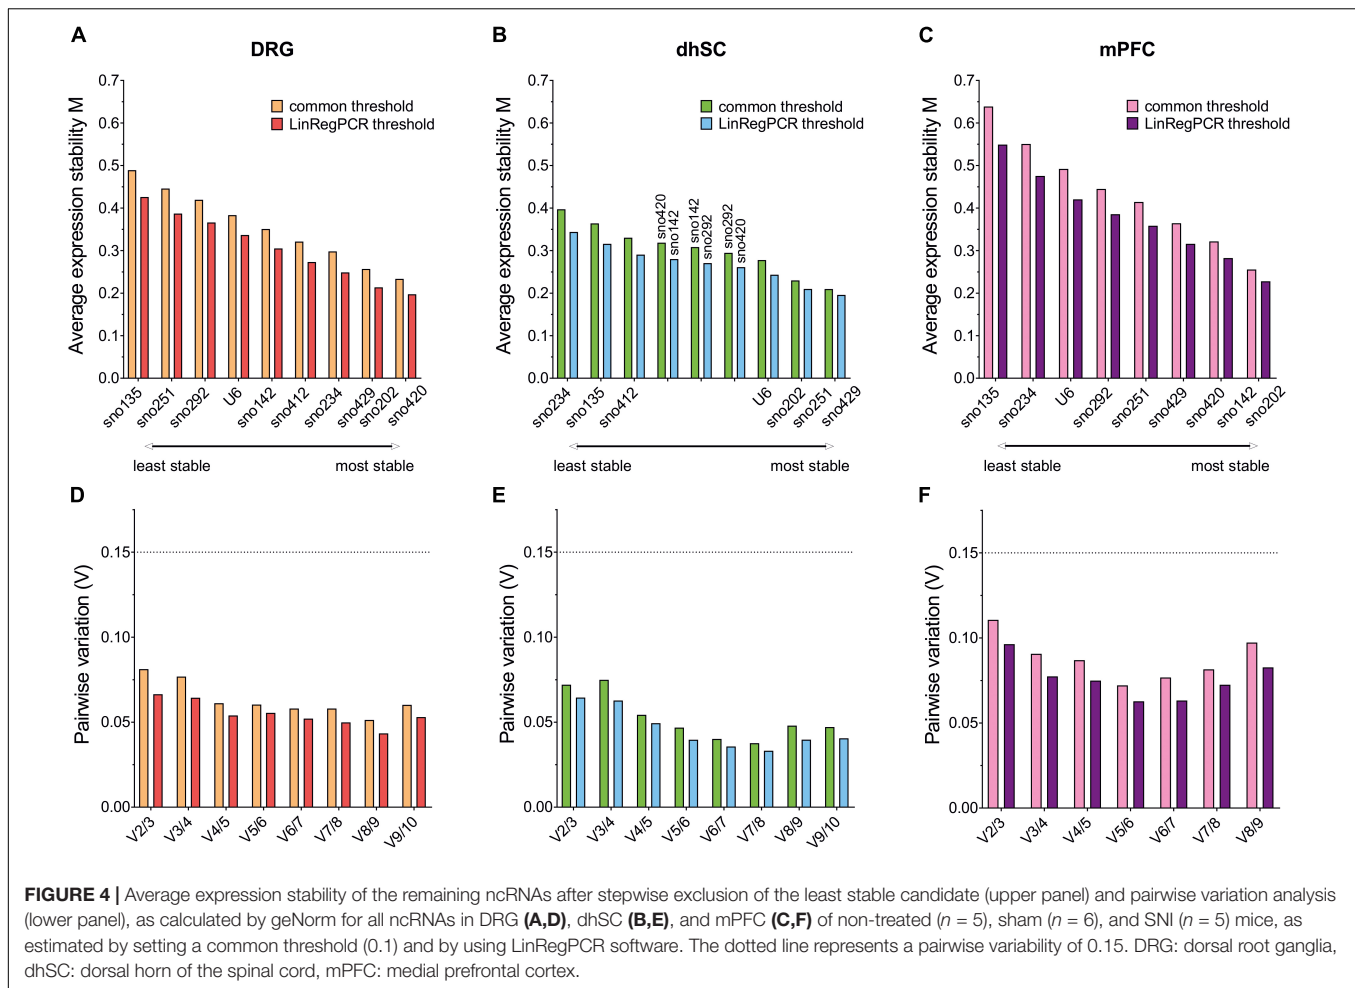 A
DRG
Average expression stability M
0.7
0.6
0.5
0.4
0.3
0.2
0.1
0.0
common threshold
LinRegPCR threshold
sno135
sno251
sno292
U6
sno142
sno412
sno234
sno429
sno202
sno420
least stable
most stable
B
dhSC
Average expression stability M
0.7
0.6
0.5
0.4
0.3
0.2
0.1
0.0
common threshold
LinRegPCR threshold
sno420
sno142
sno142
sno292
sno292
sno420
sno234
sno135
sno412
U6
sno202
sno251
sno429
least stable
most stable
C
mPFC
Average expression stability M
0.7
0.6
0.5
0.4
0.3
0.2
0.1
0.0
common threshold
LinRegPCR threshold
sno135
sno234
U6
sno292
sno251
sno429
sno420
sno142
sno202
least stable
most stable
D
Pairwise variation (V)
0.15
0.10
0.05
0.00
V2/3
V3/4
V4/5
V5/6
V6/7
V7/8
V8/9
V9/10
E
Pairwise variation (V)
0.15
0.10
0.05
0.00
V2/3
V3/4
V4/5
V5/6
V6/7
V7/8
V8/9
V9/10
F
Pairwise variation (V)
0.15
0.10
0.05
0.00
V2/3
V3/4
V4/5
V5/6
V6/7
V7/8
V8/9
FIGURE 4 | Average expression stability of the remaining ncRNAs after stepwise exclusion of the least stable candidate (upper panel) and pairwise variation analysis
(lower panel), as calculated by geNorm for all ncRNAs in DRG (A,D), dhSC (B,E), and mPFC (C,F) of non-treated (n = 5), sham (n = 6), and SNI (n = 5) mice, as
estimated by setting a common threshold (0.1) and by using LinRegPCR software. The dotted line represents a pairwise variability of 0.15. DRG: dorsal root ganglia,
dhSC: dorsal horn of the spinal cord, mPFC: medial prefrontal cortex.